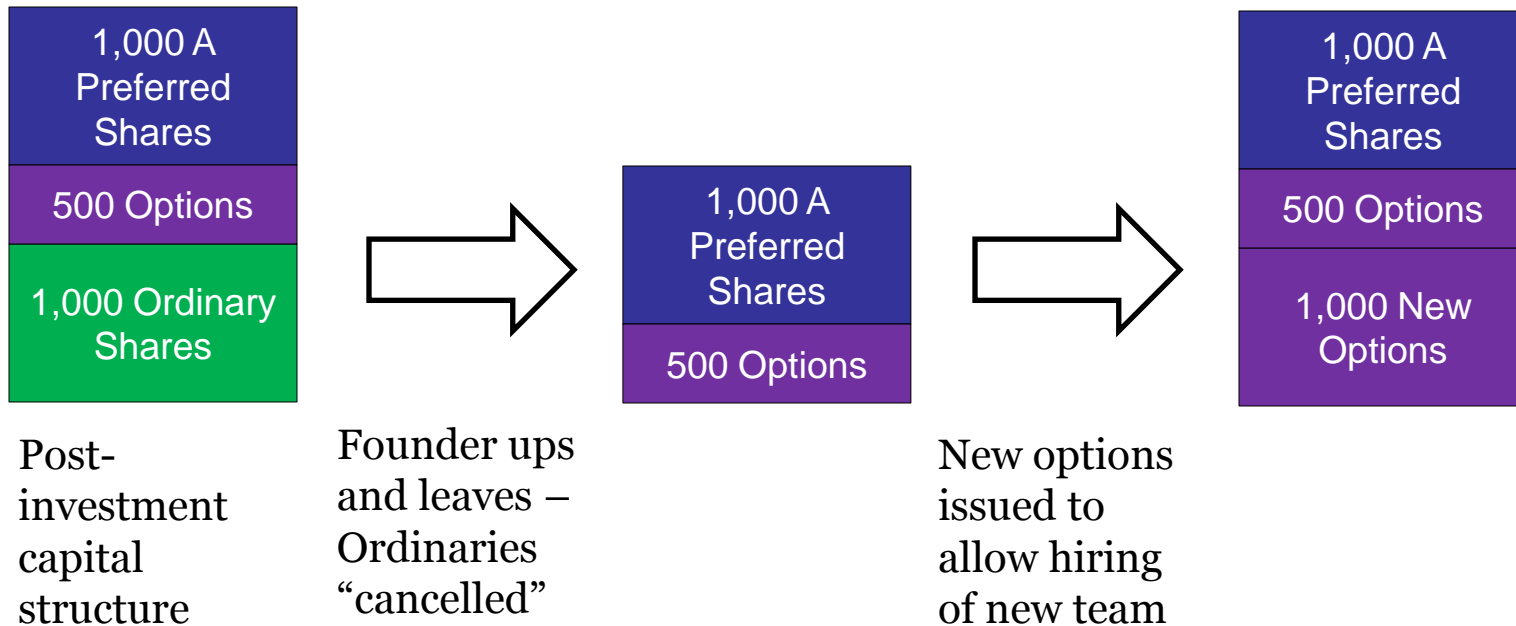 1,000 A
Preferred
Shares
500 Options
1,000 Ordinary
Shares
Post-
investment
capital
structure
Founder ups
and leaves –
Ordinaries
“cancelled”
1,000 A
Preferred
Shares
500 Options
New options
issued to
allow hiring
of new team
1,000 A
Preferred
Shares
500 Options
1,000 New
Options